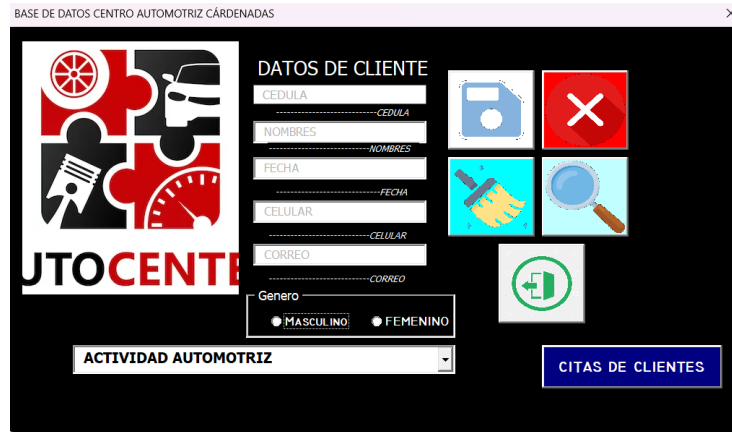 BASE DE DATOS CENTRO AUTOMOTRIZ CÁRDENADAS
DATOS DE CLIENTE
CEDULA
CEDULA
NOMBRES
NOMBRES
FECHA
FECHA
CELULAR
CELULAR
CORREO
CORREO
UTOCENTE
Genero
MASCULINO FEMENINO
ACTIVIDAD AUTOMOTRIZ
CITAS DE CLIENTES